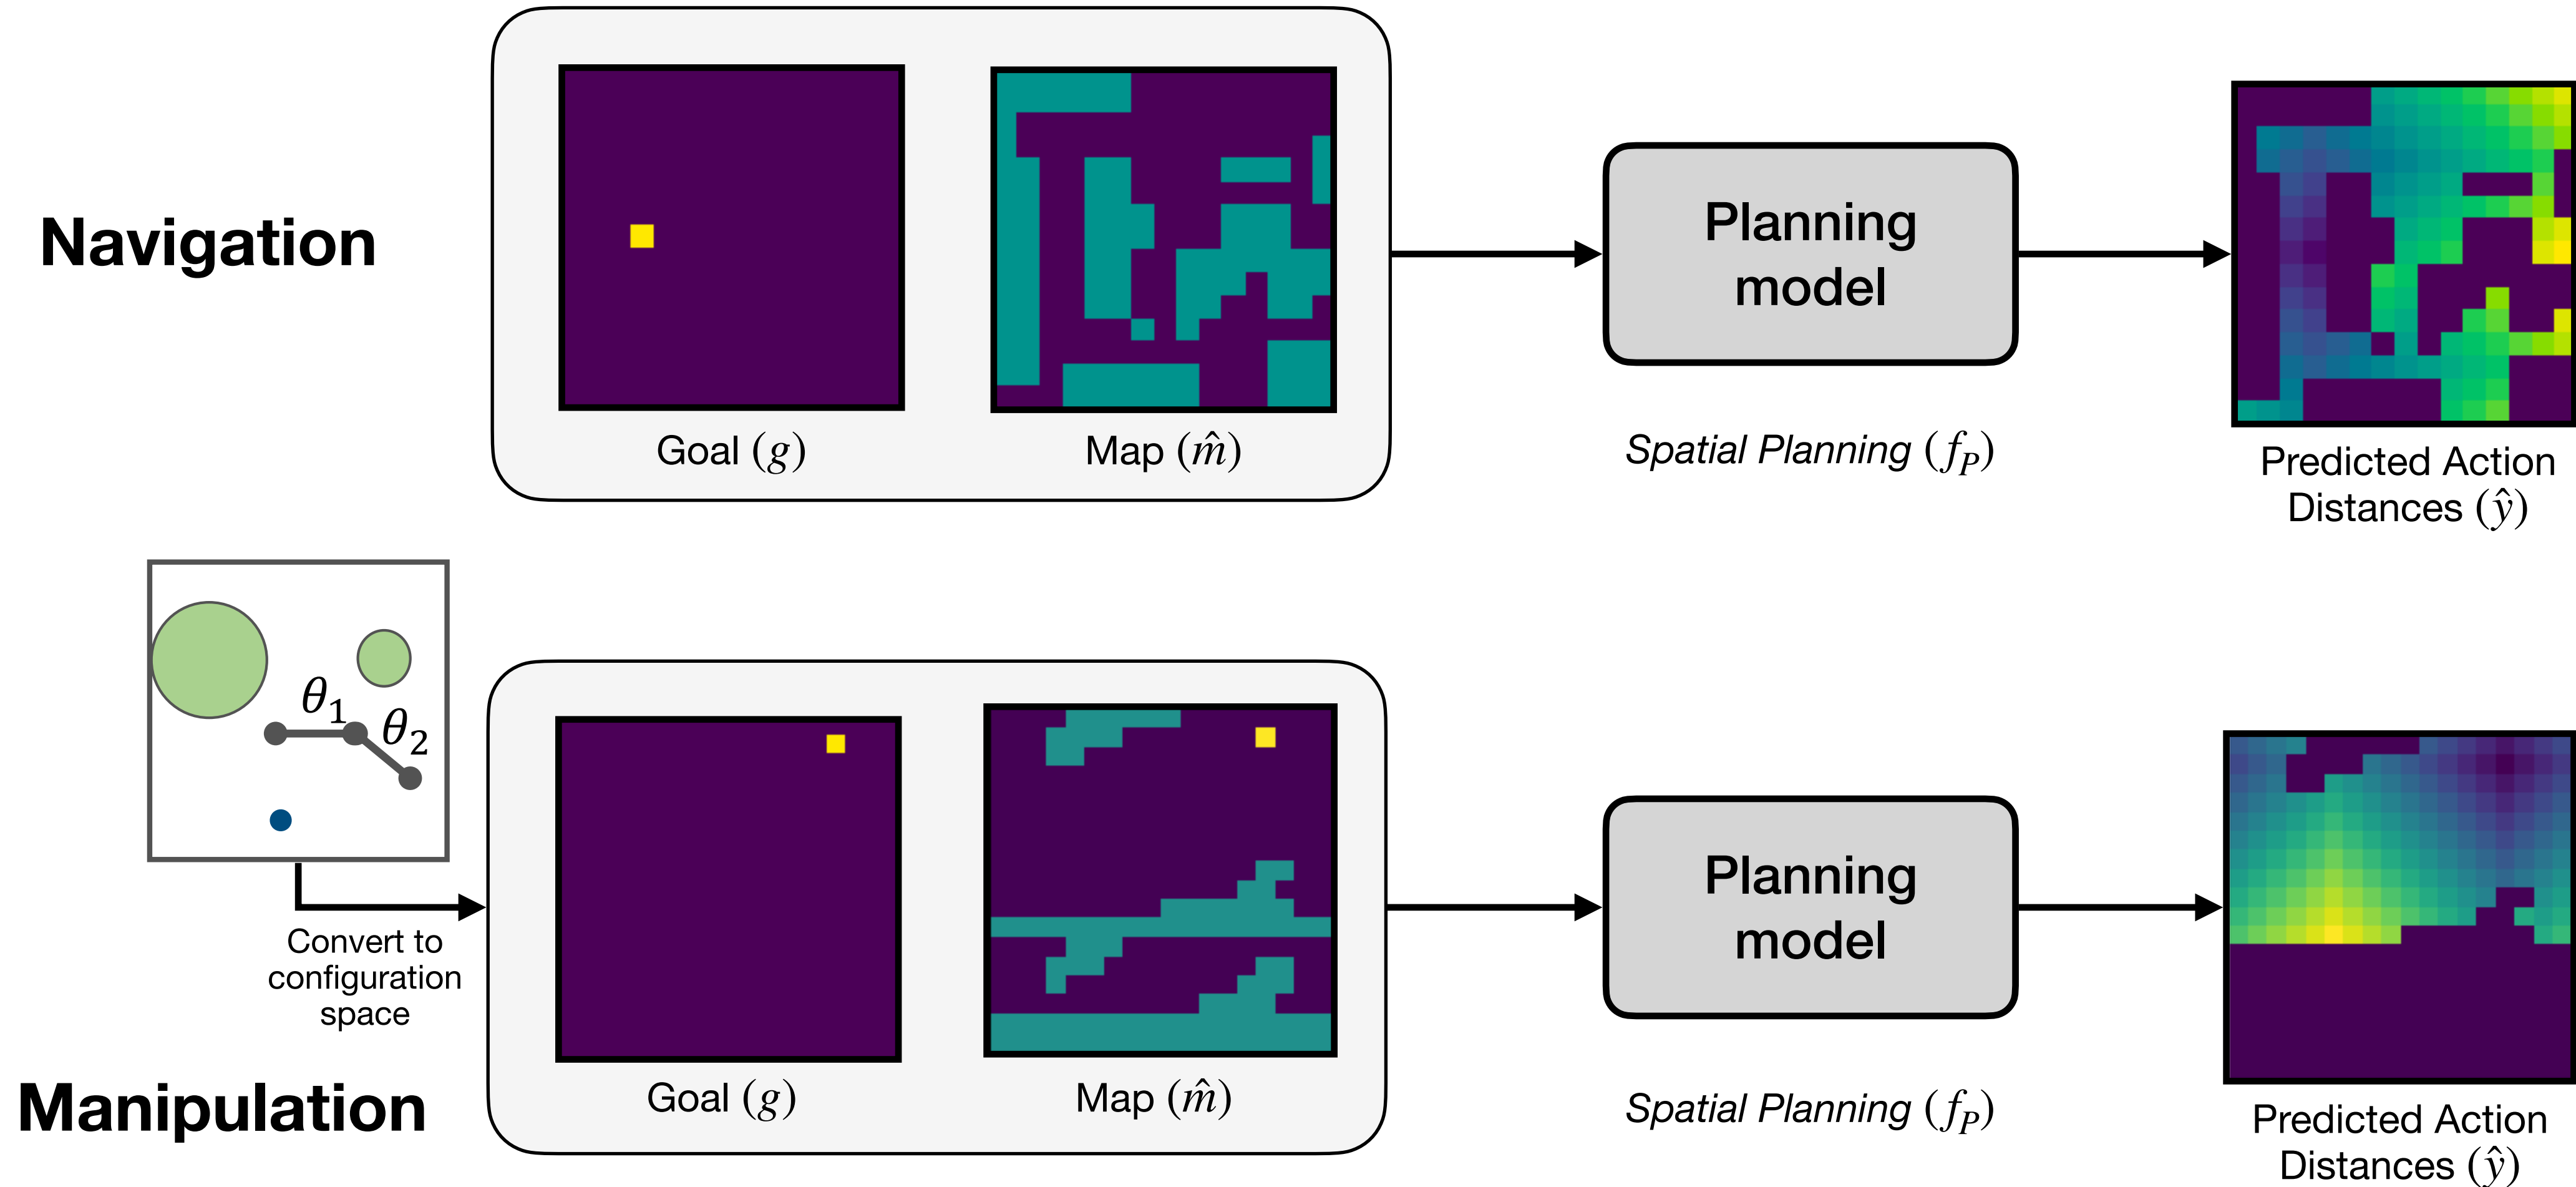 Navigation
Goal (g)
Map (m̂)
Planning
model
Spatial Planning (f_P)
Predicted Action
Distances (ŷ)
θ₁
θ₂
Convert to
configuration
space
Manipulation
Goal (g)
Map (m̂)
Planning
model
Spatial Planning (f_P)
Predicted Action
Distances (ŷ)